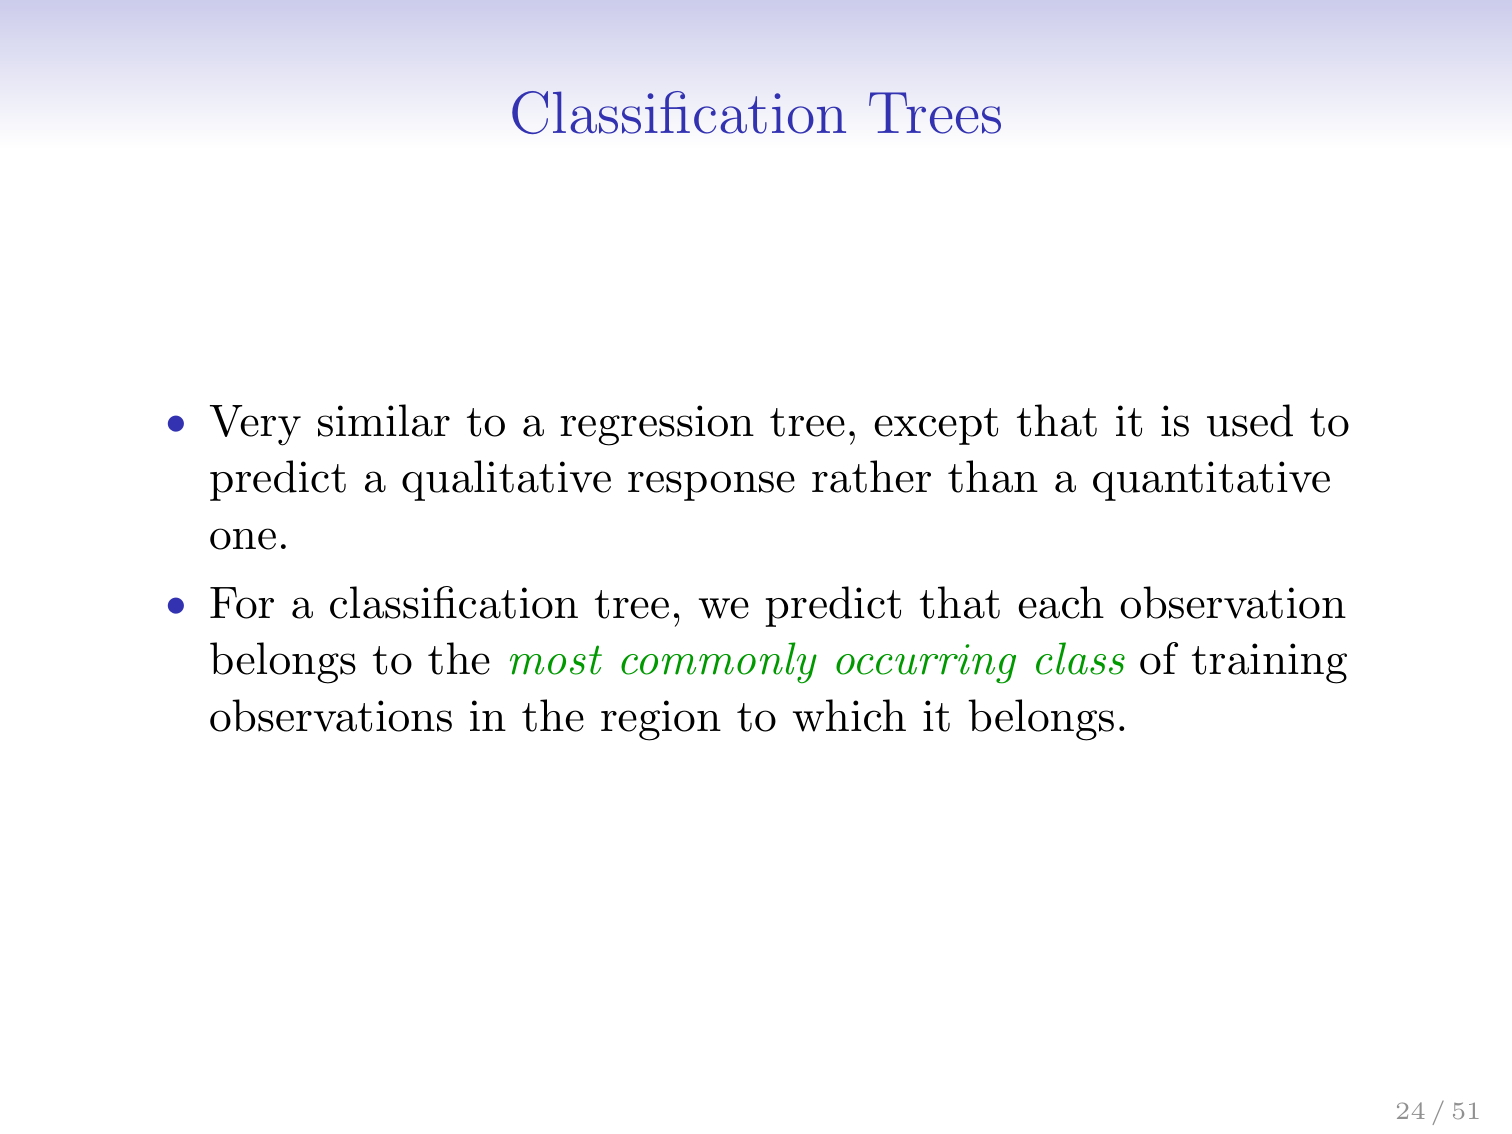 Classification Trees
• Very similar to a regression tree, except that it is used to
predict a qualitative response rather than a quantitative
one.
• For a classification tree, we predict that each observation
belongs to the most commonly occurring class of training
observations in the region to which it belongs.
24 / 51